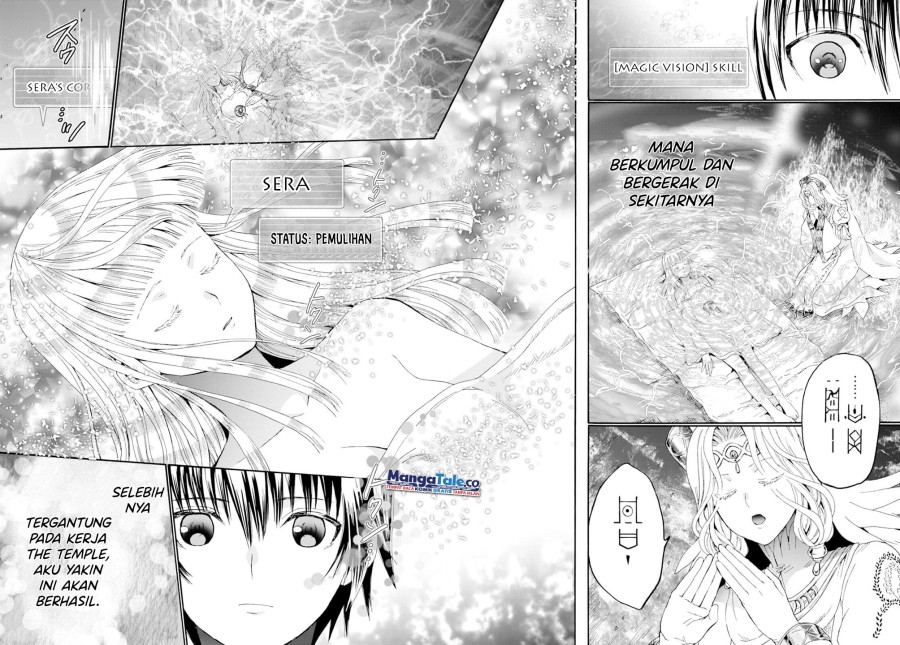 [MAGIC VISION] SKILL
MANA
BERKUMPUL DAN
BERGERAK DI
SEKITARNYA
SERA'S COR
SERA
STATUS: PEMULIHAN
SELEBIH
NYA
TERGANTUNG
PADA KERJA
THE TEMPLE,
AKU YAKIN
INI AKAN
BERHASIL.
MangaTale.co